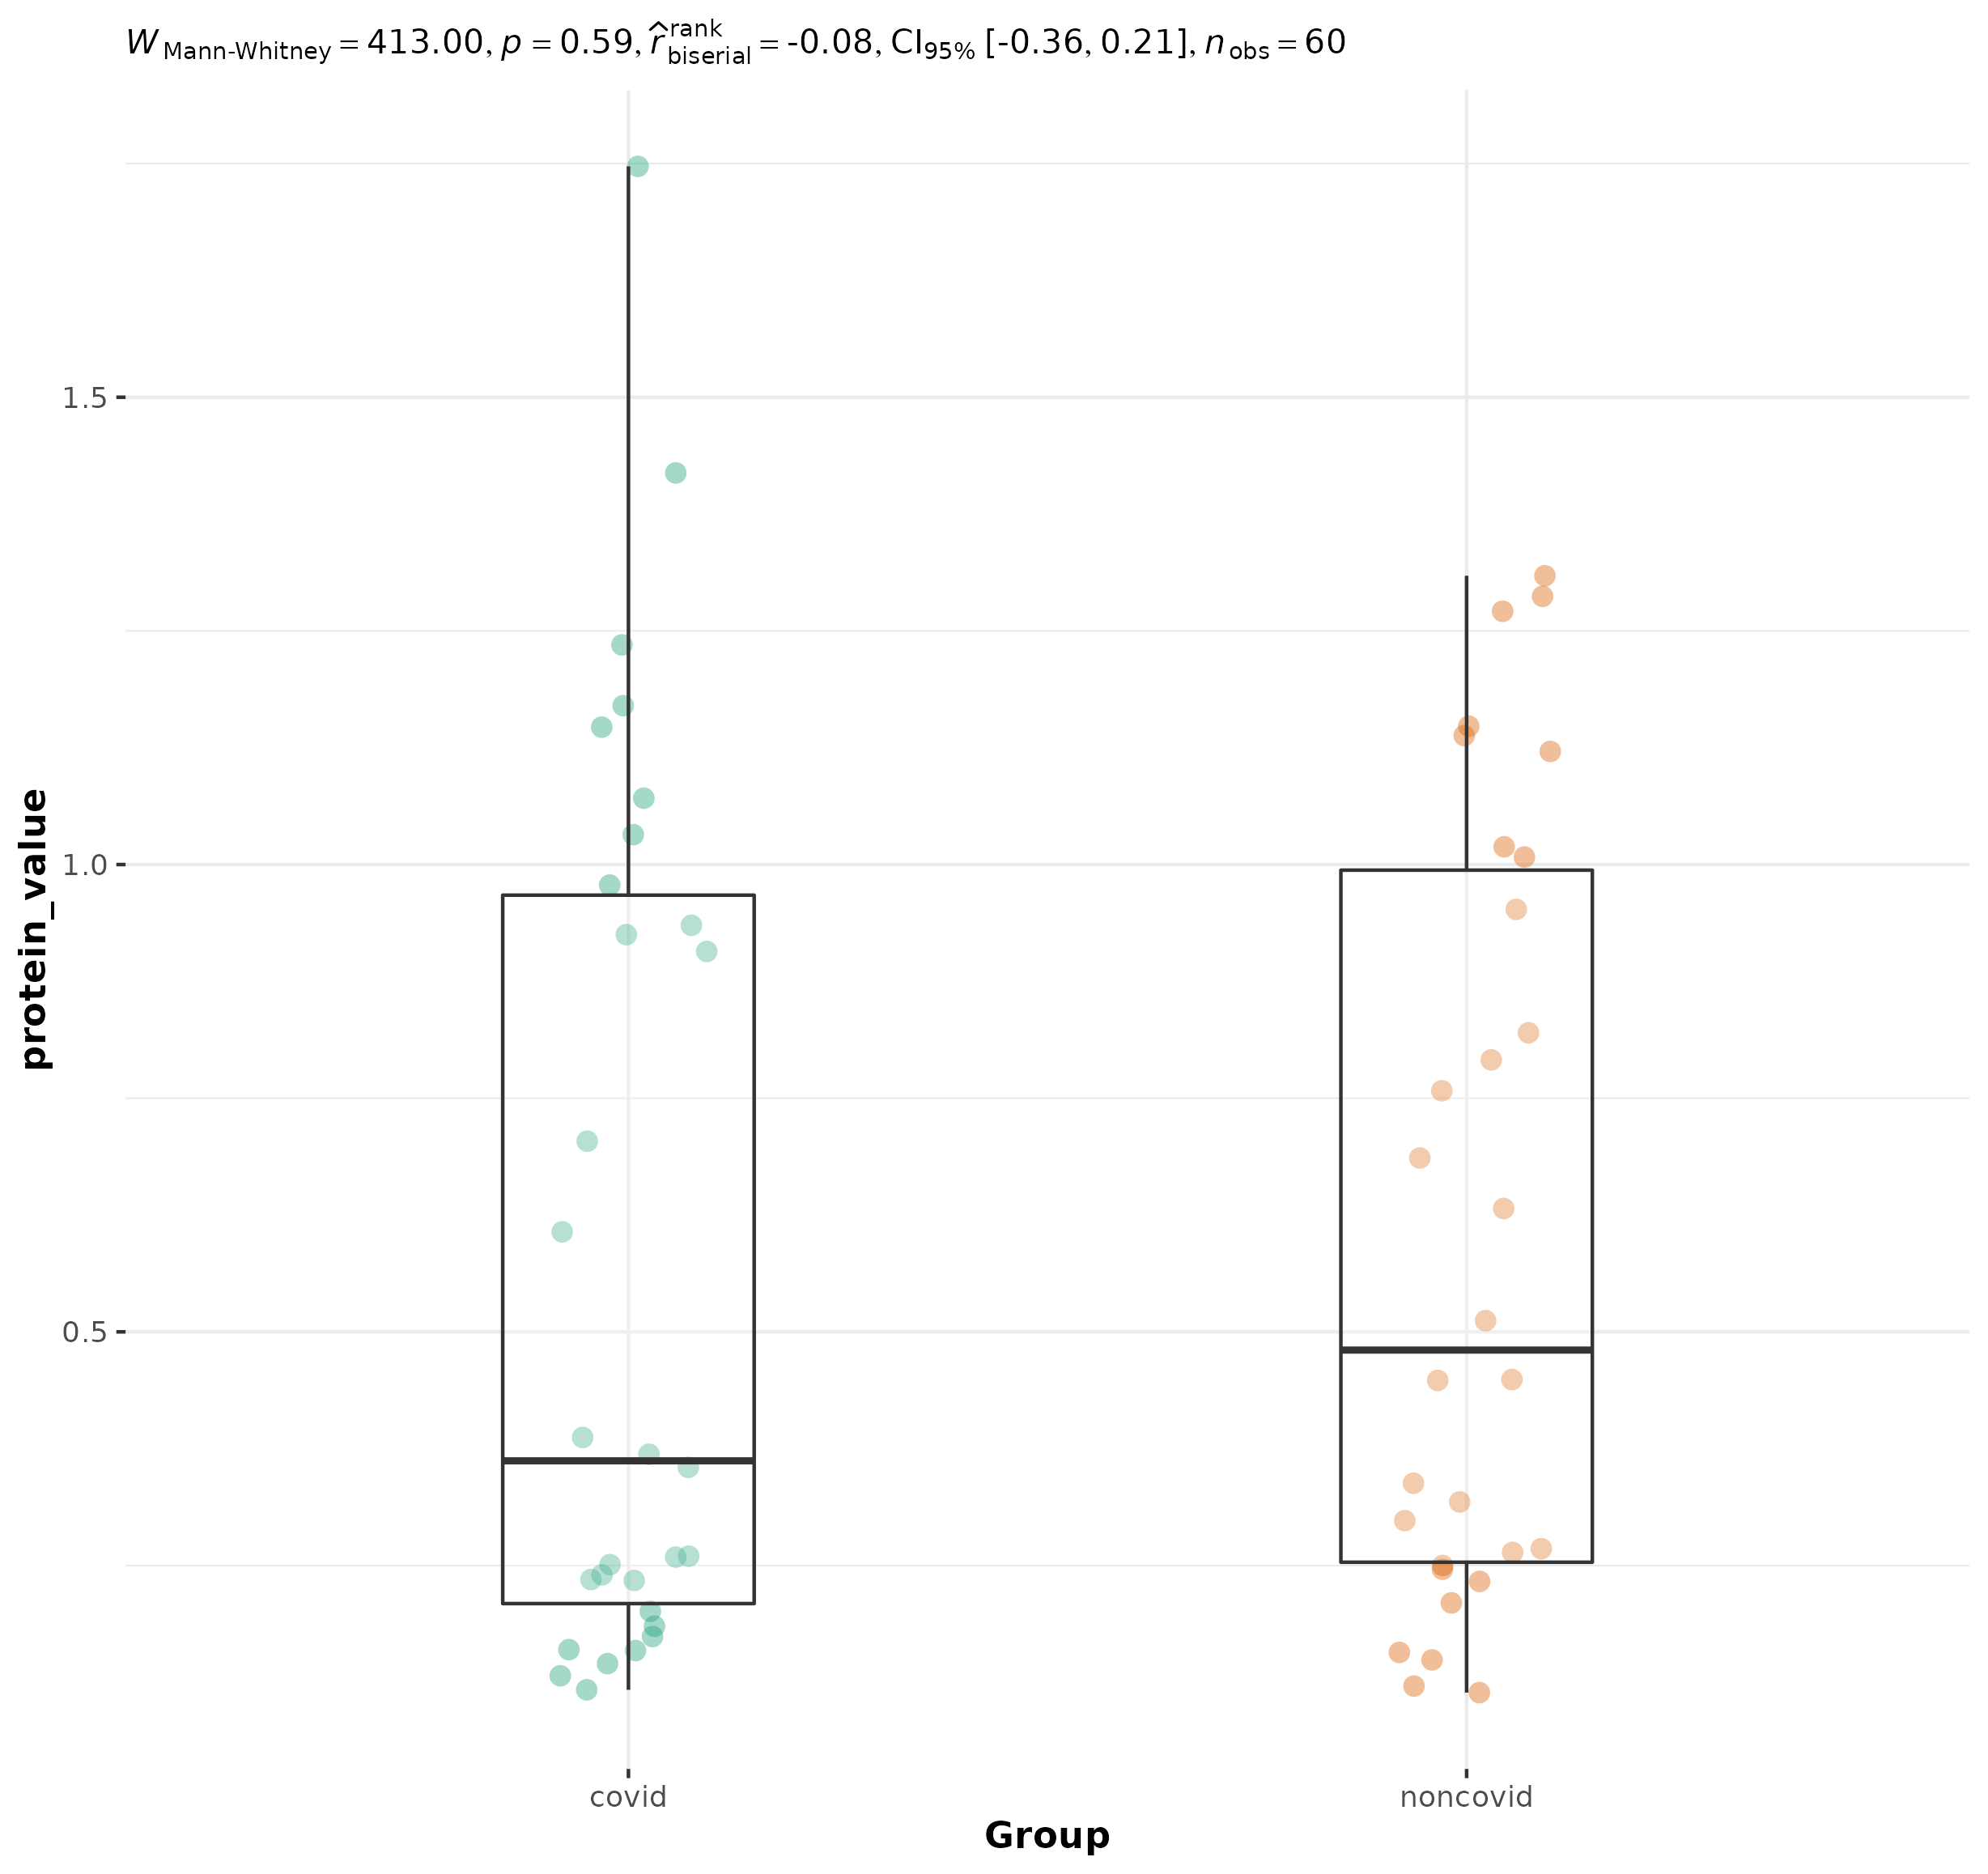 W Mann-Whitney = 413.00, p = 0.59, r̂ rank biserial = -0.08, CI95% [-0.36, 0.21], n obs = 60
1.5
1.0
0.5
protein_value
covid noncovid
Group